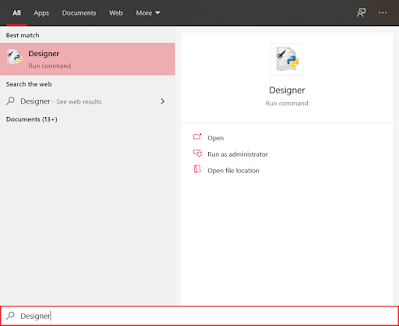 All Apps Documents Web More
Best match
Designer
Run command
Search the web
Designer - See web results
Documents (13+)
Designer
Run command
Open
Run as administrator
Open file location
Designer